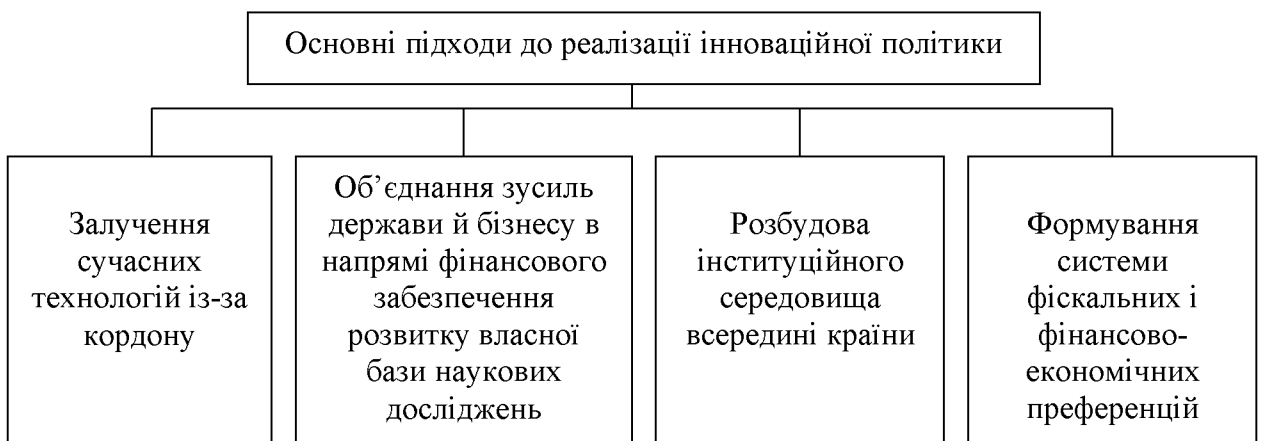 Основні підходи до реалізації інноваційної політики
Залучення
сучасних
технологій із-за
кордону
Об’єднання зусиль
держави й бізнесу в
напрямі фінансового
забезпечення
розвитку власної
бази наукових
досліджень
Розбудова
інституційного
середовища
всередині країни
Формування
системи
фіскальних і
фінансово-
економічних
преференцій